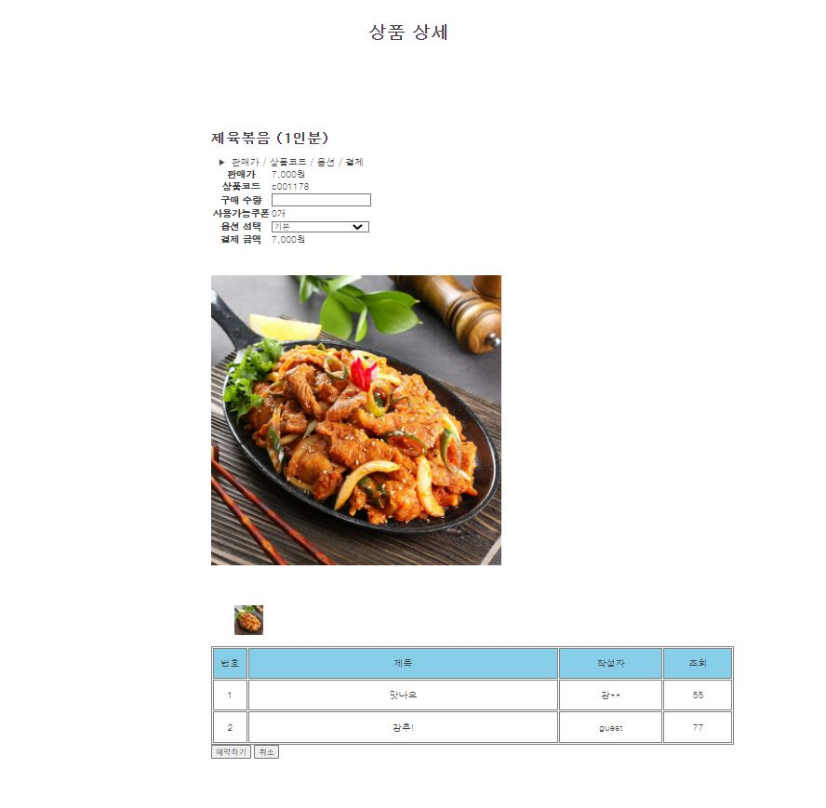 상품 상세
제육볶음 (1인분)
▶ 판매가 / 상품코드 / 옵션 / 결제
판매가 7,000원
상품코드 c001178
구매 수량
사용가능쿠폰 0개
옵션 선택 기본
결제 금액 7,000원
번호 제목 작성자 조회
1 맛나요 강** 55
2 강추! guest 77
예약하기 취소